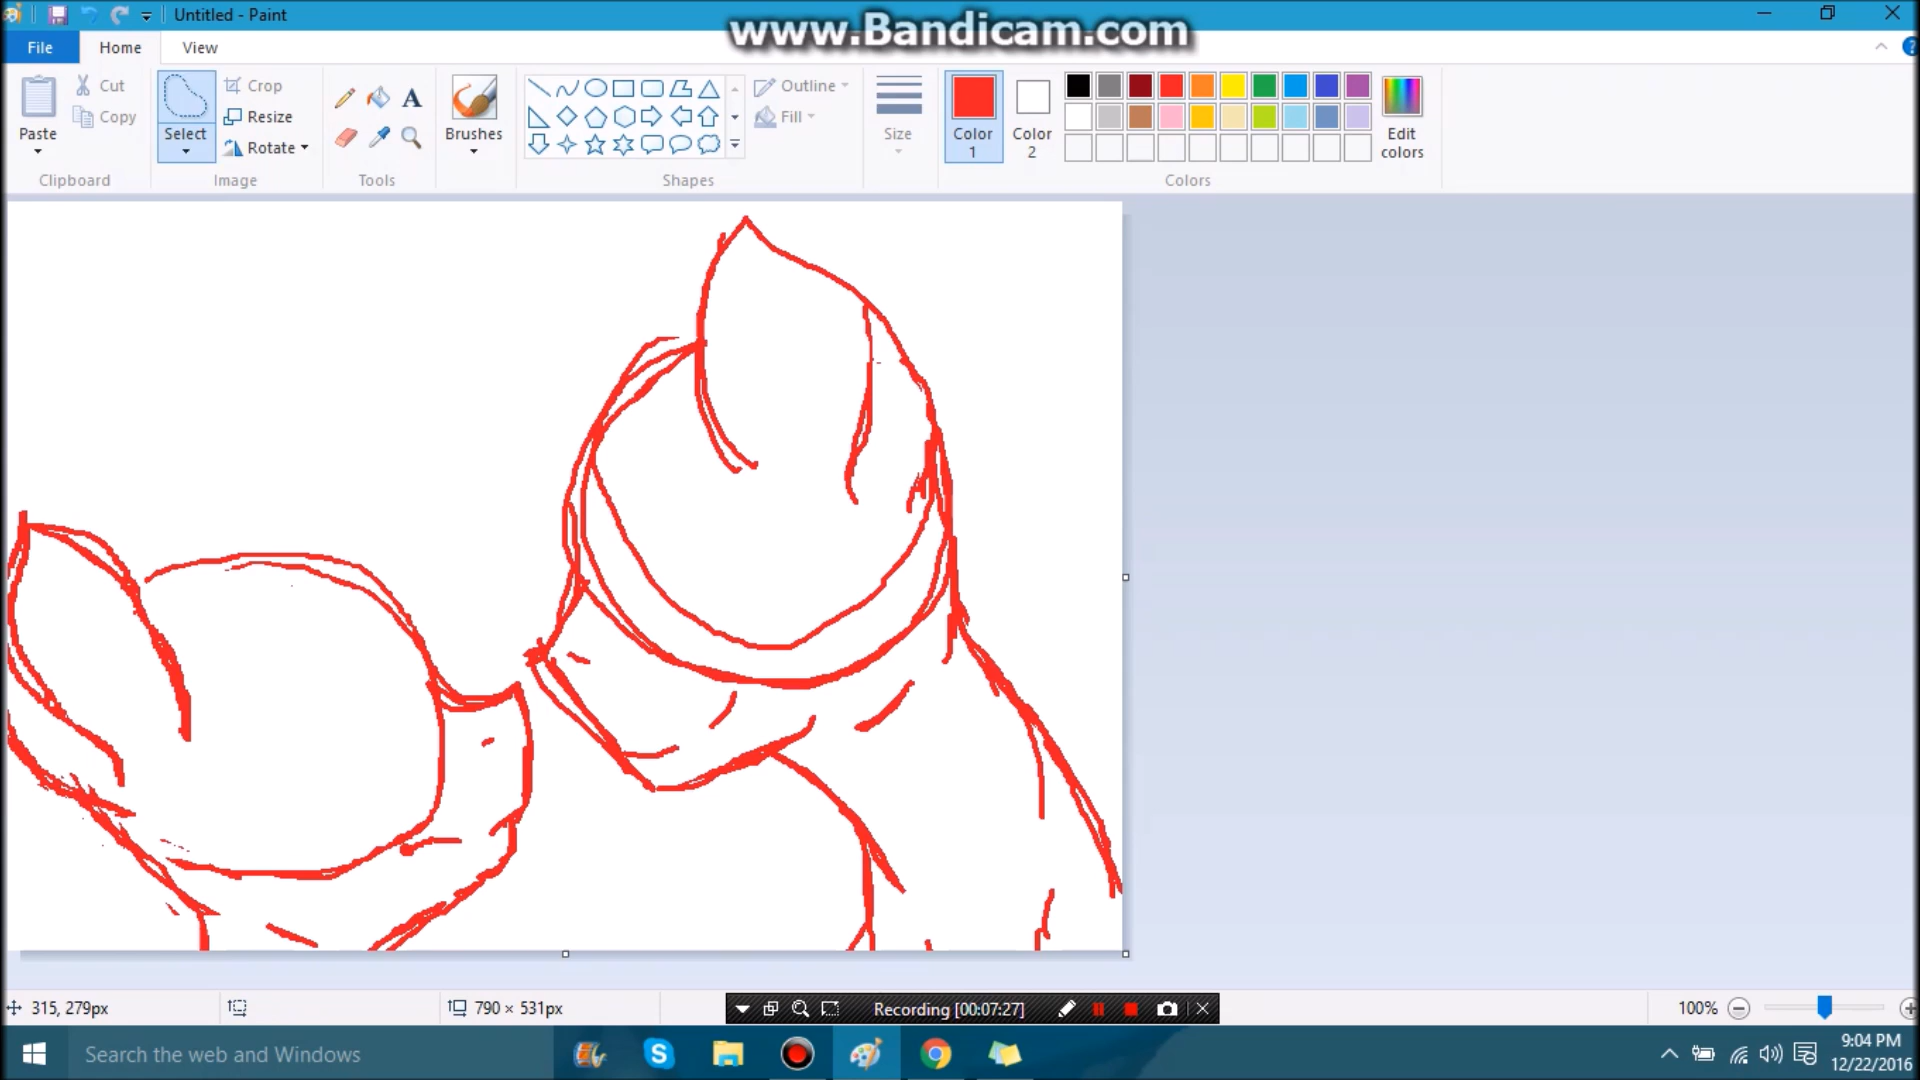 Untitled - Paint
www.Bandicam.com
File
Home
View
Paste
Cut
Copy
Clipboard
Select
Crop
Resize
Rotate
Image
A
Tools
Brushes
Shapes
Outline
Fill
Size
Color
1
Color
2
Edit
colors
Colors
315, 279px
790 × 531px
Recording [00:07:27]
100%
Search the web and Windows
9:04 PM
12/22/2016